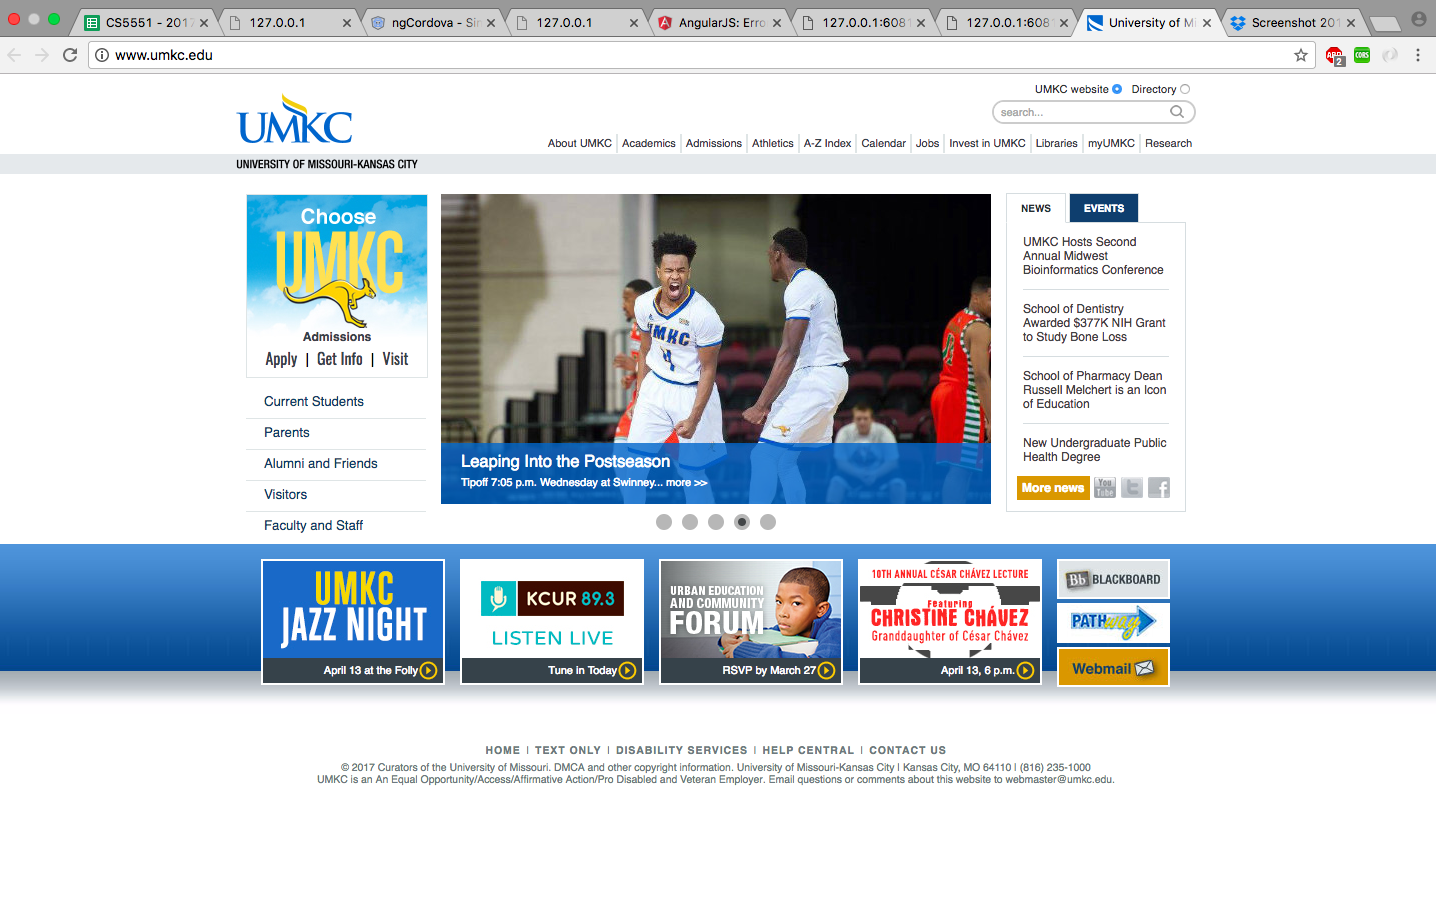 CS5551 - 2017
127.0.0.1
ngCordova - Sim
127.0.0.1
AngularJS: Erro
127.0.0.1:6081
127.0.0.1:6081
University of Mi
Screenshot 201
www.umkc.edu
ABP
2
CORS
UMKC website
Directory
UMKC
search...
About UMKC
Academics
Admissions
Athletics
A-Z Index
Calendar
Jobs
Invest in UMKC
Libraries
myUMKC
Research
UNIVERSITY OF MISSOURI-KANSAS CITY
Choose
UMKC
Admissions
Apply | Get Info | Visit
Current Students
Parents
Alumni and Friends
Visitors
Faculty and Staff
UMKC
4
Leaping Into the Postseason
Tipoff 7:05 p.m. Wednesday at Swinney... more >>
NEWS
EVENTS
UMKC Hosts Second
Annual Midwest
Bioinformatics Conference
School of Dentistry
Awarded $377K NIH Grant
to Study Bone Loss
School of Pharmacy Dean
Russell Melchert is an Icon
of Education
New Undergraduate Public
Health Degree
More news
You
Tube
UMKC
JAZZ NIGHT
April 13 at the Folly
KCUR 89.3
LISTEN LIVE
Tune in Today
URBAN EDUCATION
AND COMMUNITY
FORUM
RSVP by March 27
10TH ANNUAL CÉSAR CHÁVEZ LECTURE
Featuring
CHRISTINE CHÁVEZ
Granddaughter of César Chávez
April 13, 6 p.m.
Bb BLACKBOARD
PATHway
Webmail
HOME | TEXT ONLY | DISABILITY SERVICES | HELP CENTRAL | CONTACT US
© 2017 Curators of the University of Missouri. DMCA and other copyright information. University of Missouri-Kansas City | Kansas City, MO 64110 | (816) 235-1000
UMKC is an An Equal Opportunity/Access/Affirmative Action/Pro Disabled and Veteran Employer. Email questions or comments about this website to webmaster@umkc.edu.